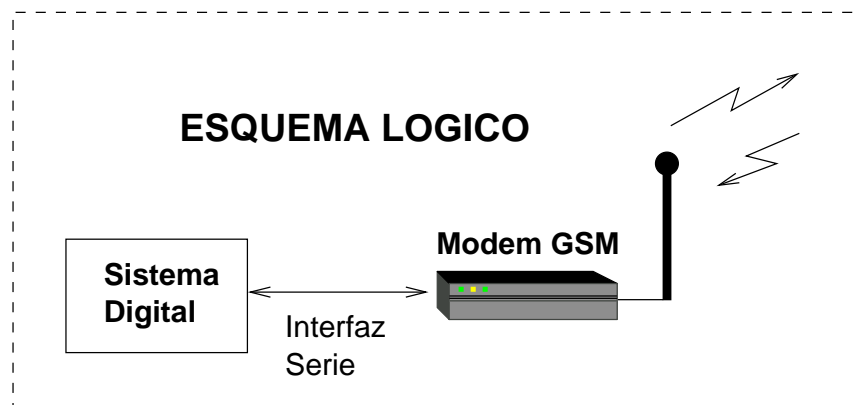 ESQUEMA LOGICO
Modem GSM
Sistema
Digital
Interfaz
Serie